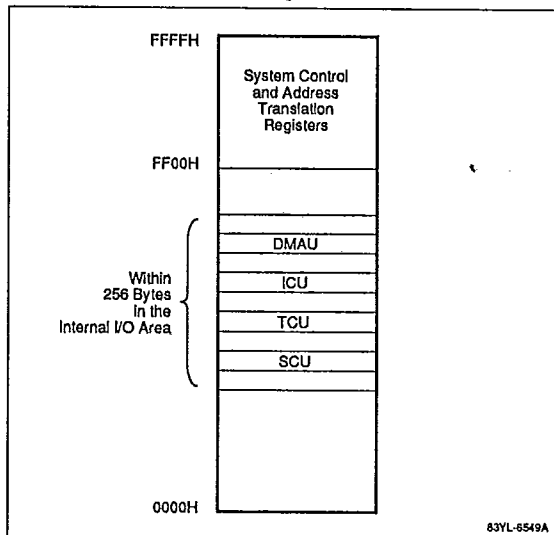 FFFFH
System Control
and Address
Translation
Registers
FF00H
DMAU
ICU
TCU
SCU
Within
256 Bytes
in the
Internal I/O Area
0000H
83YL-6549A